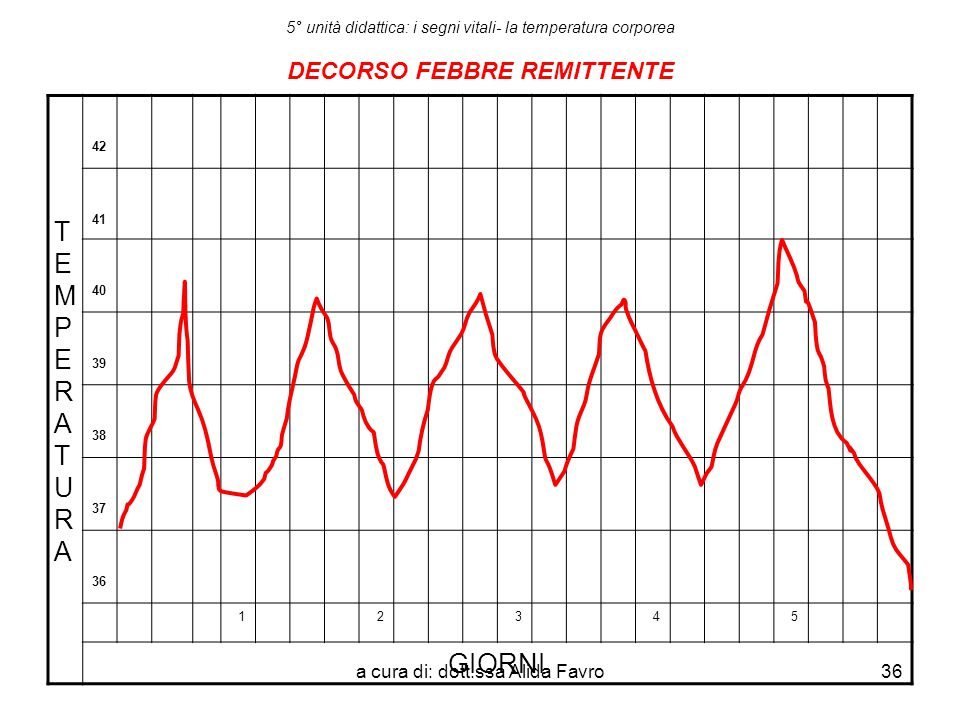 5° unità didattica: i segni vitali- la temperatura corporea
DECORSO FEBBRE REMITTENTE
TEMPERATURA
42
41
40
39
38
37
36
1 2 3 4 5
GIORNI
a cura di: dott.ssa Alida Favro
36